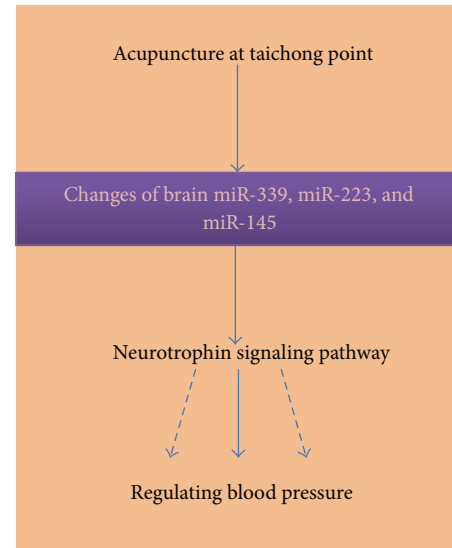 Acupuncture at taichong point
Changes of brain miR-339, miR-223, and
miR-145
Neurotrophin signaling pathway
Regulating blood pressure